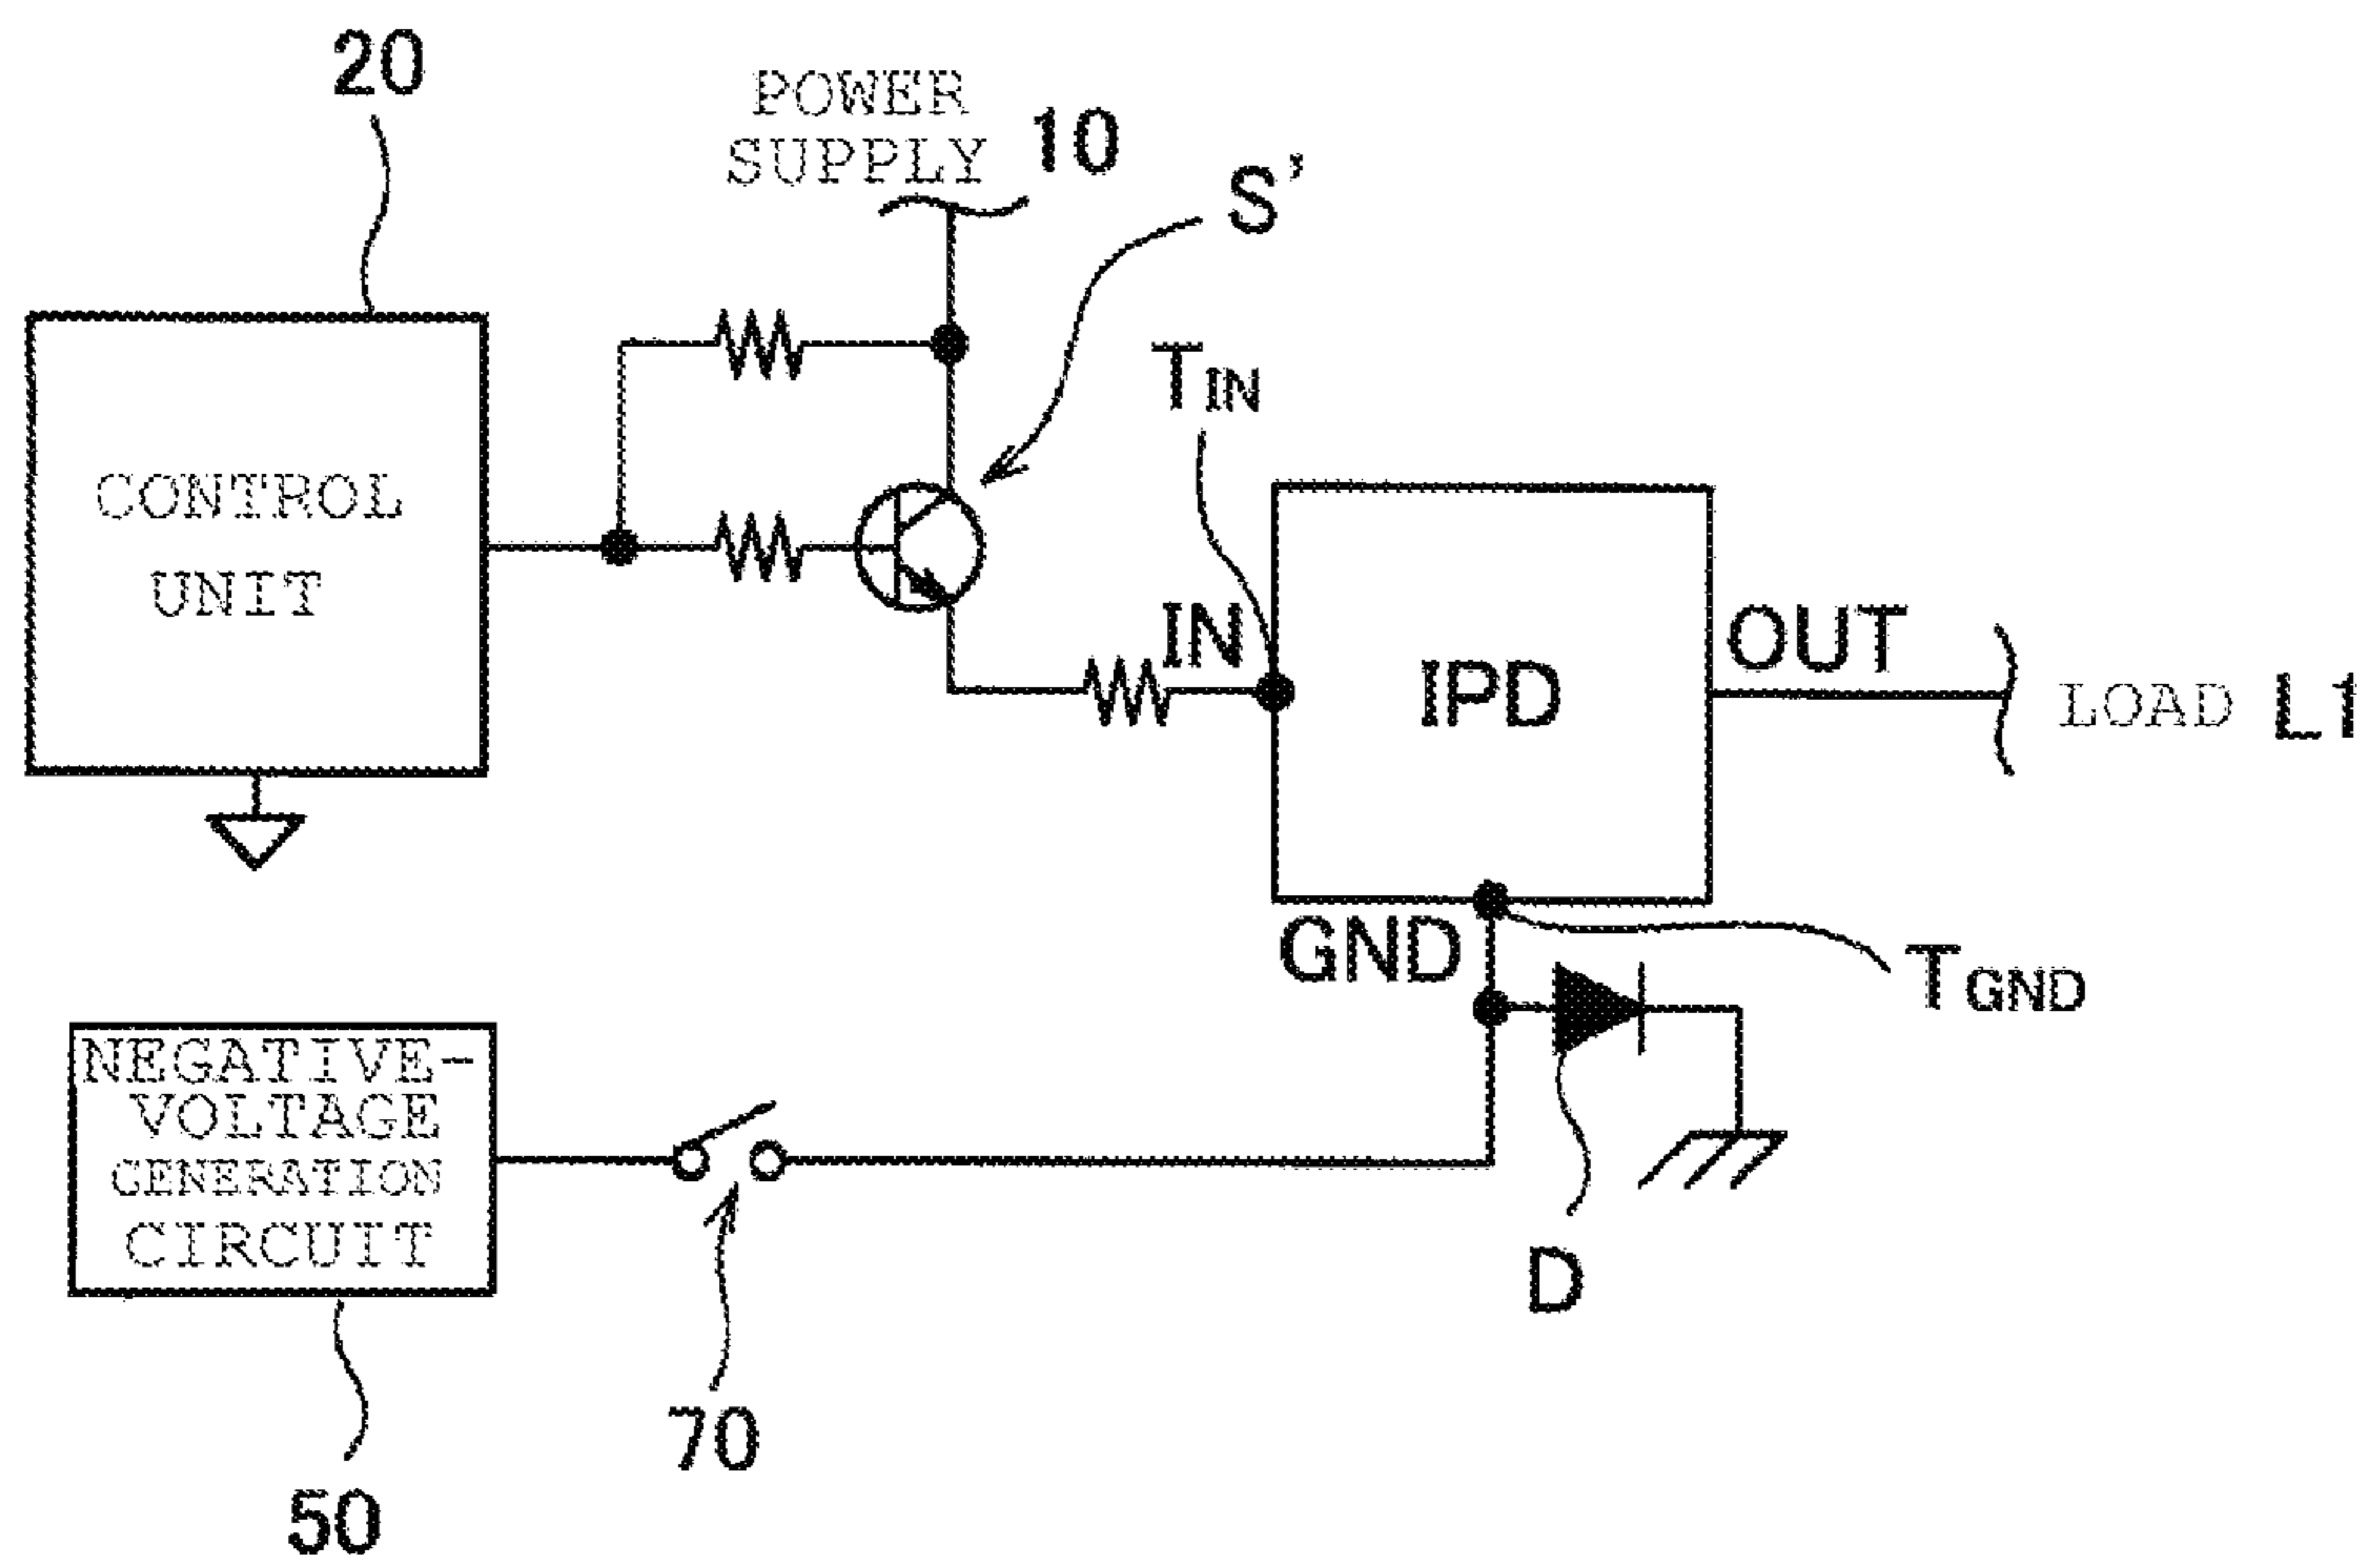 20
POWER
SUPPLY 10
S'
CONTROL
UNIT
TIN
IN
IPD
OUT
LOAD L1
GND
TGND
NEGATIVE-
VOLTAGE
GENERATION
CIRCUIT
D
70
50